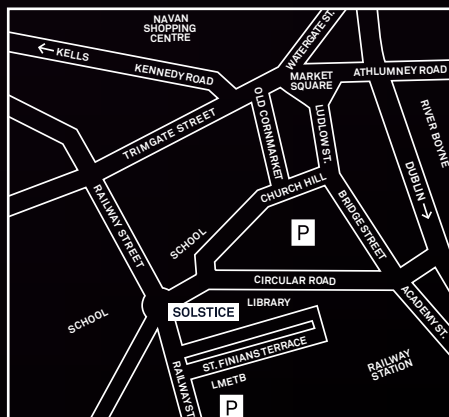 NAVAN
SHOPPING
CENTRE
WATERGATE ST.
← KELLS
KENNEDY ROAD
MARKET
SQUARE
ATHLUMNEY ROAD
OLD CORNMARKET
LUDLOW ST.
RIVER BOYNE
TRIMGATE STREET
DUBLIN →
CHURCH HILL
BRIDGE STREET
RAILWAY STREET
SCHOOL
P
CIRCULAR ROAD
ACADEMY ST.
LIBRARY
SOLSTICE
SCHOOL
ST. FINIANS TERRACE
RAILWAY
STATION
LMETB
RAILWAY ST
P